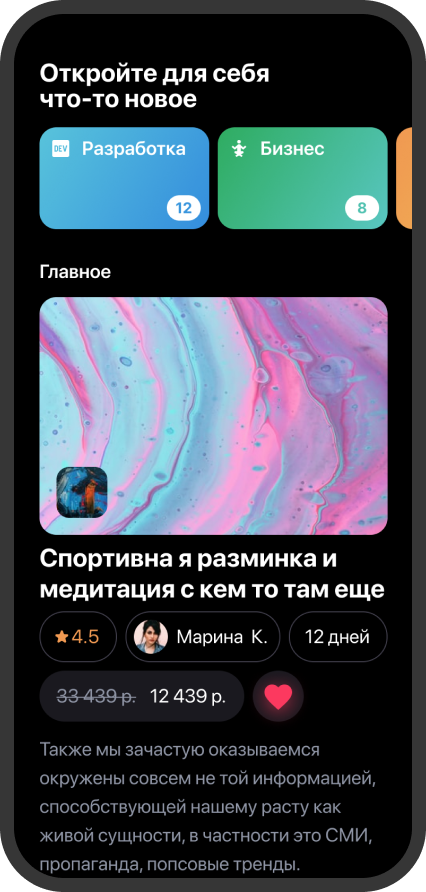 Откройте для себя
что-то новое
DEV Разработка
Бизнес
12
8
Главное
Спортивна я разминка и
медитация с кем то там еще
4.5
Марина К.
12 дней
33 439 р. 12 439 р.
Также мы зачастую оказываемся
окружены совсем не той информацией,
способствующей нашему расту как
живой сущности, в частности это СМИ,
пропаганда, попсовые тренды.